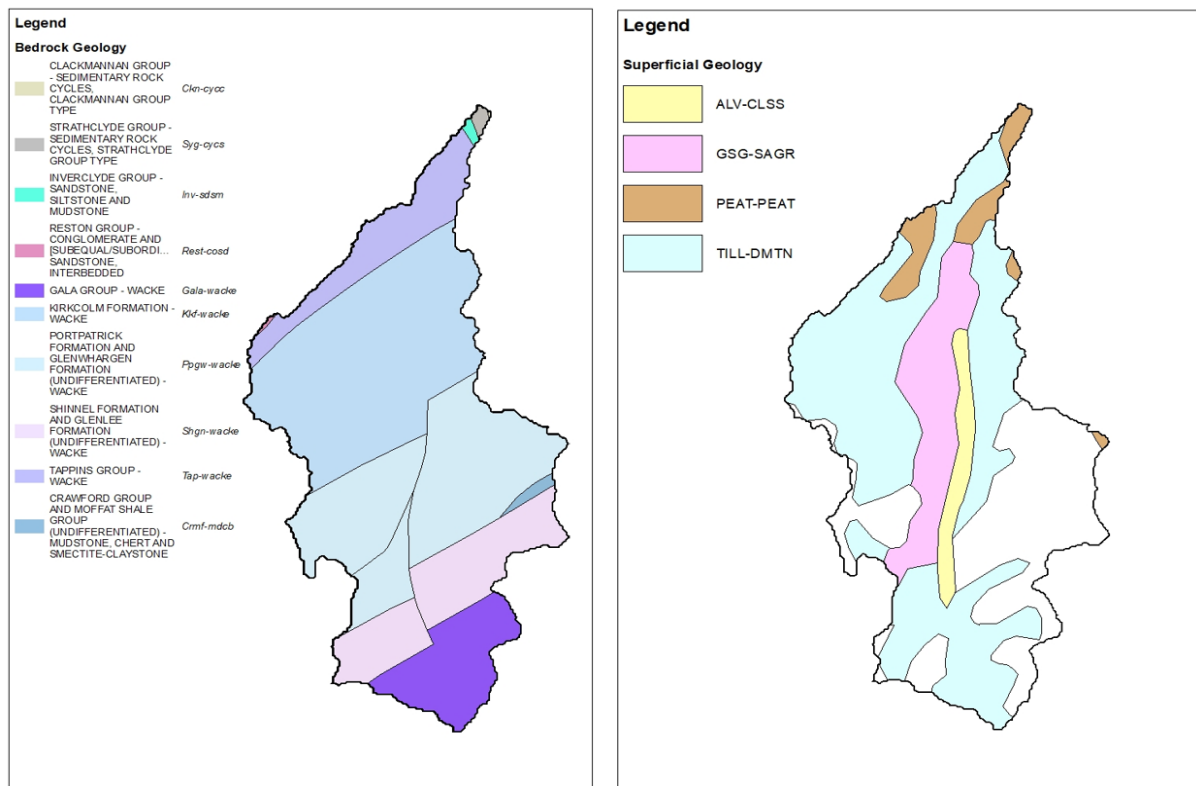 Legend
Bedrock Geology
CLACKMANNAN GROUP
- SEDIMENTARY ROCK
CYCLES,
CLACKMANNAN GROUP
TYPE
Ckn-cycc
STRATHCLYDE GROUP -
SEDIMENTARY ROCK
CYCLES, STRATHCLYDE
GROUP TYPE
Syg-cycs
INVERCLYDE GROUP -
SANDSTONE,
SILTSTONE AND
MUDSTONE
Inv-sdsm
RESTON GROUP -
CONGLOMERATE AND
[SUBEQUAL/SUBORDI...
SANDSTONE,
INTERBEDDED
Rest-cosd
GALA GROUP - WACKE
Gala-wacke
KIRKCOLM FORMATION -
WACKE
Kkf-wacke
PORTPATRICK
FORMATION AND
GLENWHARGEN
FORMATION
(UNDIFFERENTIATED) -
WACKE
Ppgw-wacke
SHINNEL FORMATION
AND GLENLEE
FORMATION
(UNDIFFERENTIATED) -
WACKE
Shgn-wacke
TAPPINS GROUP -
WACKE
Tap-wacke
CRAWFORD GROUP
AND MOFFAT SHALE
GROUP
(UNDIFFERENTIATED) -
MUDSTONE, CHERT AND
SMECTITE-CLAYSTONE
Crmf-mdcb
Legend
Superficial Geology
ALV-CLSS
GSG-SAGR
PEAT-PEAT
TILL-DMTN